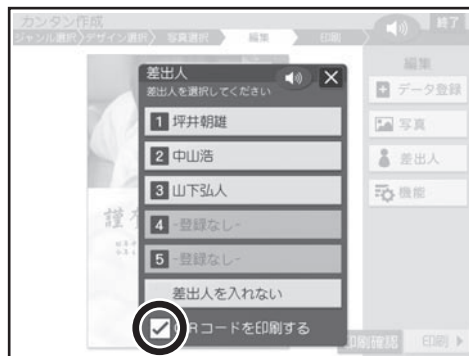 カンタン作成
終了
ジャンル選択 デザイン選択 写真選択 編集 印刷
差出人
差出人を選択してください
1 坪井朝雄
2 中山浩
3 山下弘人
4 -登録なし-
5 -登録なし-
差出人を入れない
Rコードを印刷する
編集
データ登録
写真
差出人
機能
謹
印刷確認
印刷